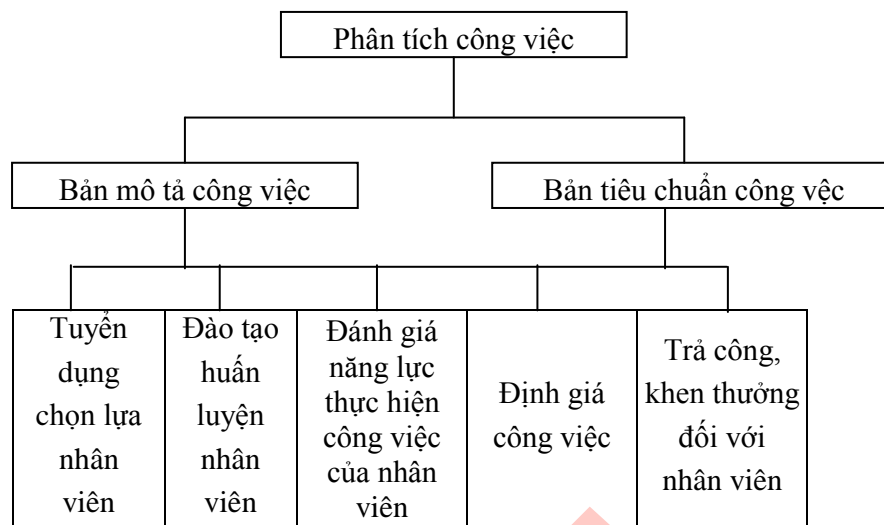 Phân tích công việc
Bản mô tả công việc
Bản tiêu chuẩn công vệc
Tuyển
dụng
chọn lựa
nhân
viên
Đào tạo
huấn
luyện
nhân
viên
Đánh giá
năng lực
thực hiện
công việc
của nhân
viên
Định giá
công việc
Trả công,
khen thưởng
đối với
nhân viên